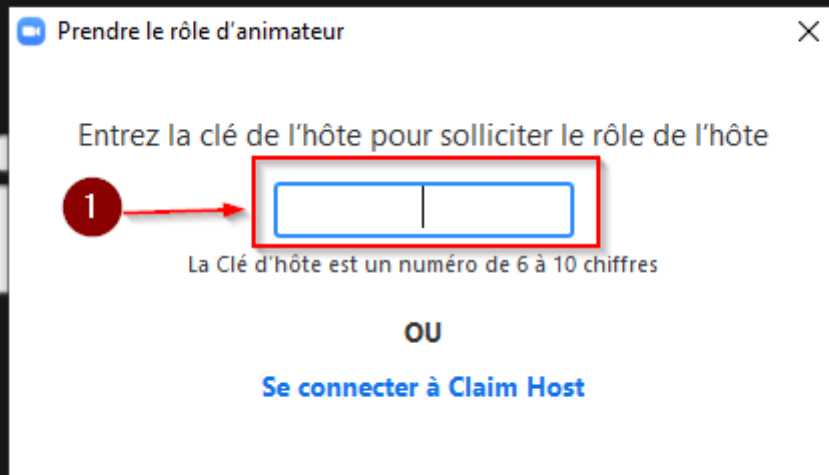 Prendre le rôle d'animateur
Entrez la clé de l'hôte pour solliciter le rôle de l'hôte
1
La Clé d'hôte est un numéro de 6 à 10 chiffres
OU
Se connecter à Claim Host